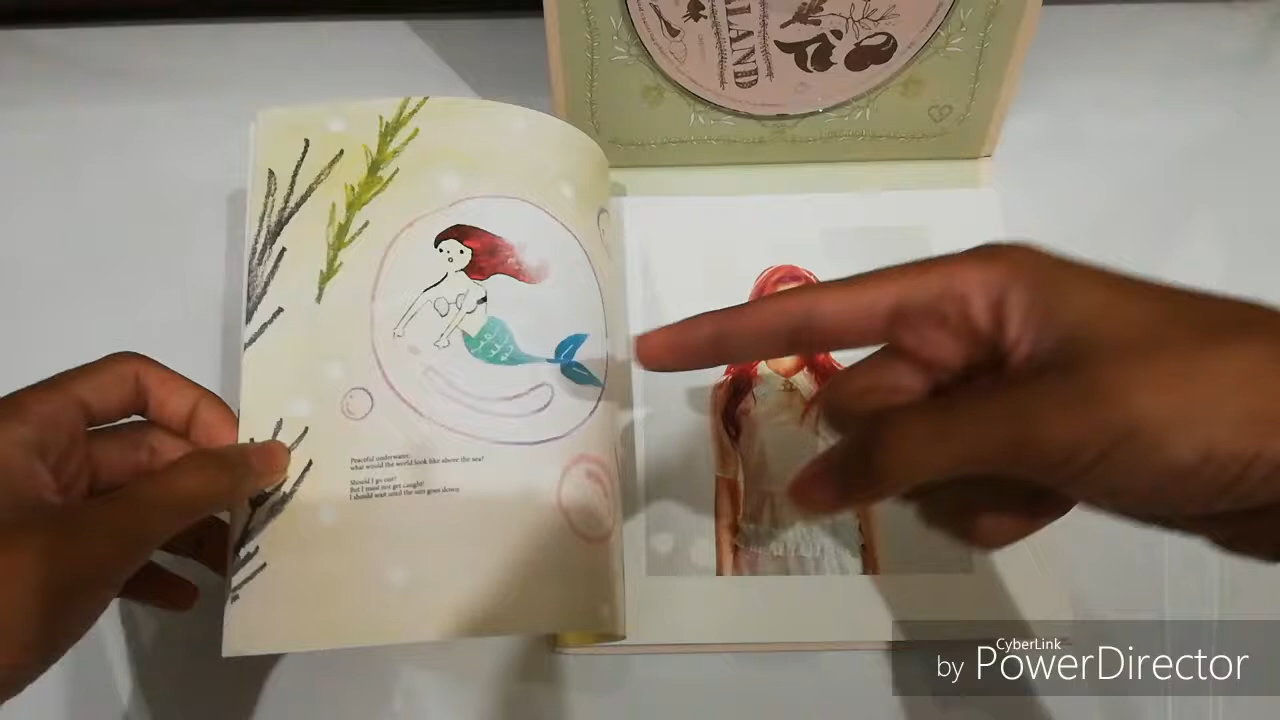 LAND
Peaceful underwater,
what would the world look like above the sea?
Should I go out?
But I must not get caught!
I should wait until the sun goes down
CyberLink
by PowerDirector